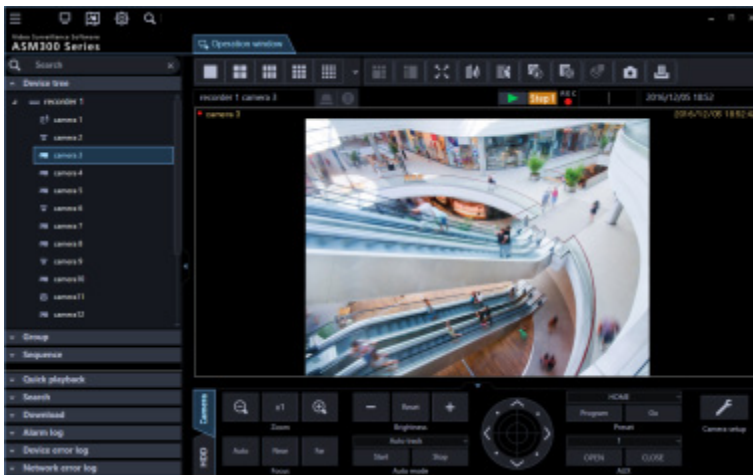 Video Surveillance Software
ASM300 Series
Operation window
Search
Device tree
recorder 1
camera 1
camera 2
camera 3
camera 4
camera 5
camera 6
camera 7
camera 8
camera 9
camera10
camera11
camera12
Group
Sequence
Quick playback
Search
Download
Alarm log
Device error log
Network error log
recorder 1 camera 3
Step1
REC
2016/12/05 18:52
camera 3
Camera
HDD
x1
Zoom
Auto
Near
Far
Focus
Reset
Brightness
Auto track
Start
Stop
Auto mode
HOME
Program
Go
Preset
1
OPEN
CLOSE
AUX
Camera setup